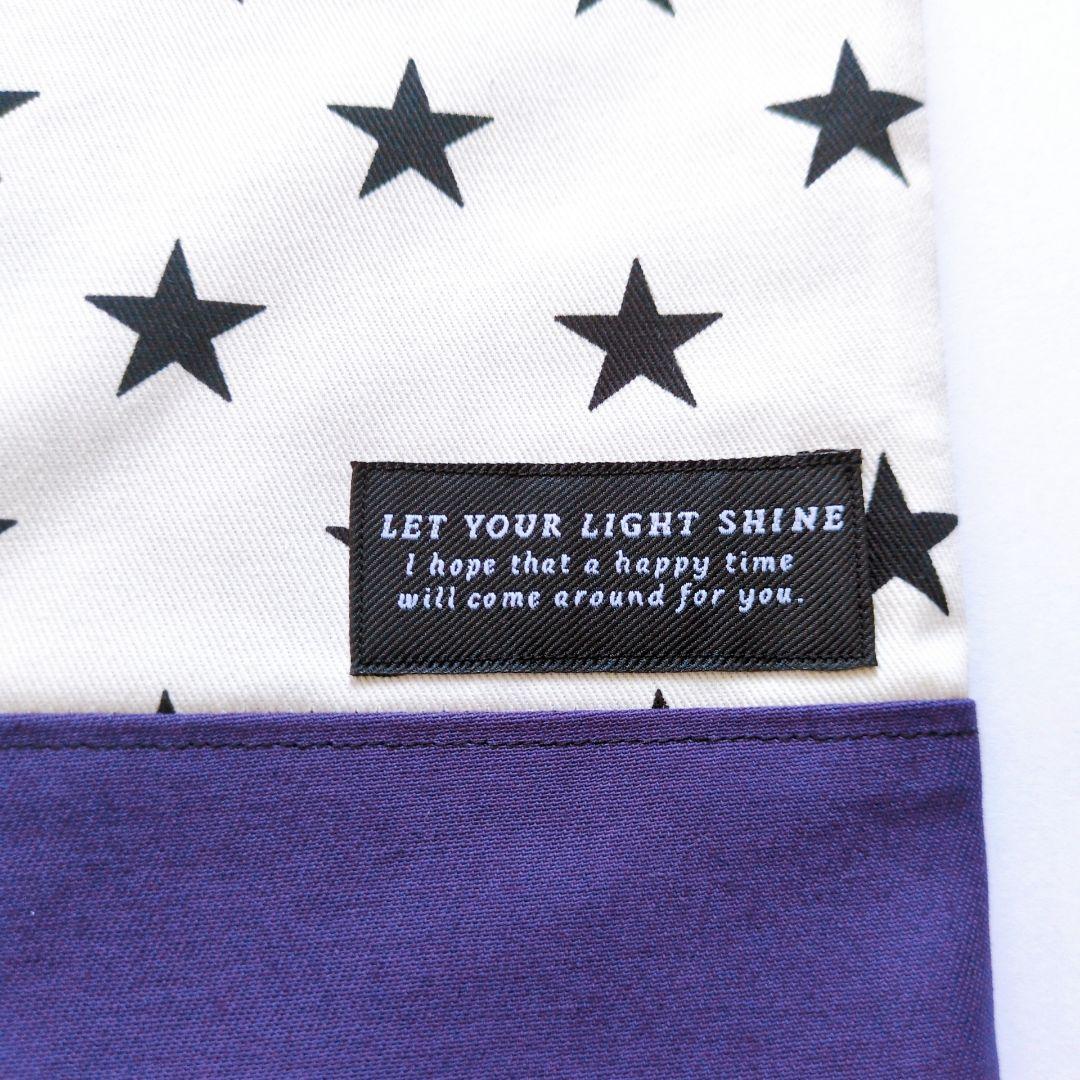 LET YOUR LIGHT SHINE
I hope that a happy time
will come around for you.